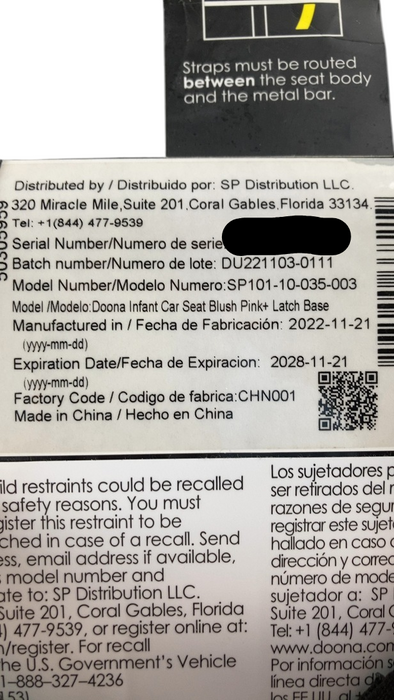 Straps must be routed
between the seat body
and the metal bar.
Distributed by / Distribuido por: SP Distribution LLC.
320 Miracle Mile,Suite 201,Coral Gables,Florida 33134.
Tel: +1(844) 477-9539
Serial Number/Numero de serie
Batch number/Numero de lote: DU221103-0111
Model Number/Modelo Numero:SP101-10-035-003
Model /Modelo:Doona Infant Car Seat Blush Pink+ Latch Base
Manufactured in / Fecha de Fabricación: 2022-11-21
(yyyy-mm-dd)
Expiration Date/Fecha de Expiracion: 2028-11-21
(yyyy-mm-dd)
Factory Code / Codigo de fabrica:CHN001
Made in China / Hecho en China
ild restraints could be recalled
safety reasons. You must
gister this restraint to be
ched in case of a recall. Send
ess, email address if available,
model number and
ate to: SP Distribution LLC.
Suite 201, Coral Gables, Florida
4) 477-9539, or register online at:
n/register. For recall
he U.S. Government's Vehicle
1-888-327-4236
153)
Los sujetadores p
ser retirados del r
razones de segur
registrar este sujet
hallado en caso d
dirección y correo
número de mode
sujetador a: SP
Suite 201, Coral G
Tel: +1 (844) 477-
www.doona.com
Por información s
línea directa d
los EE.UU. al